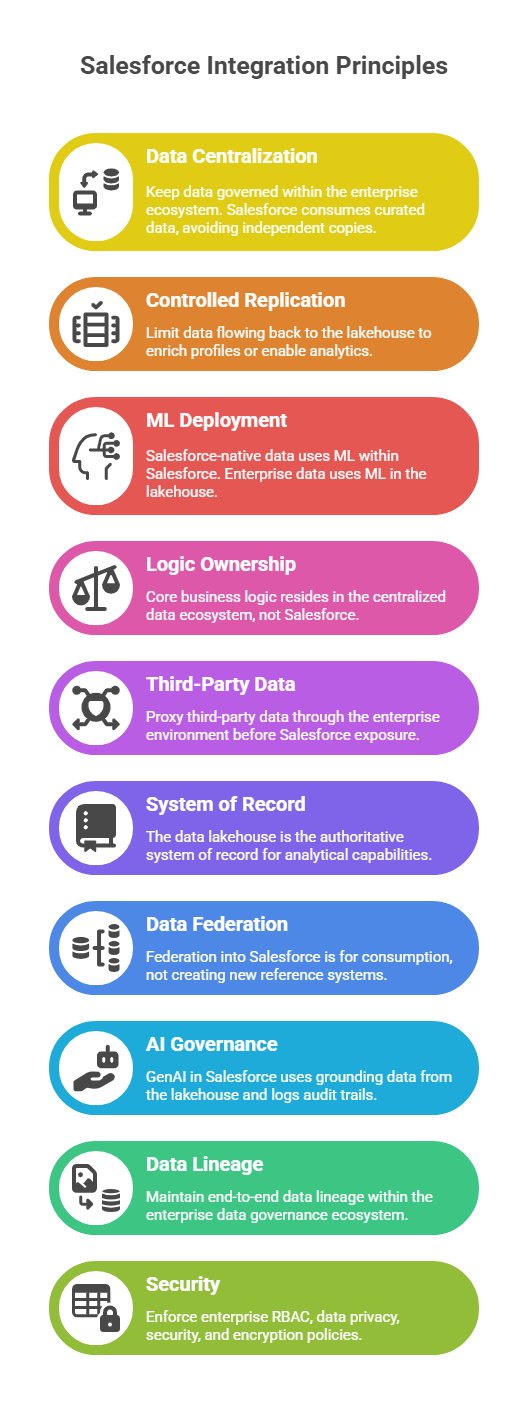 Salesforce Integration Principles
Data Centralization
Keep data governed within the enterprise
ecosystem. Salesforce consumes curated
data, avoiding independent copies.
Controlled Replication
Limit data flowing back to the lakehouse to
enrich profiles or enable analytics.
ML Deployment
Salesforce-native data uses ML within
Salesforce. Enterprise data uses ML in the
lakehouse.
Logic Ownership
Core business logic resides in the centralized
data ecosystem, not Salesforce.
Third-Party Data
Proxy third-party data through the enterprise
environment before Salesforce exposure.
System of Record
The data lakehouse is the authoritative
system of record for analytical capabilities.
Data Federation
Federation into Salesforce is for consumption,
not creating new reference systems.
AI Governance
GenAI in Salesforce uses grounding data from
the lakehouse and logs audit trails.
Data Lineage
Maintain end-to-end data lineage within the
enterprise data governance ecosystem.
Security
Enforce enterprise RBAC, data privacy,
security, and encryption policies.